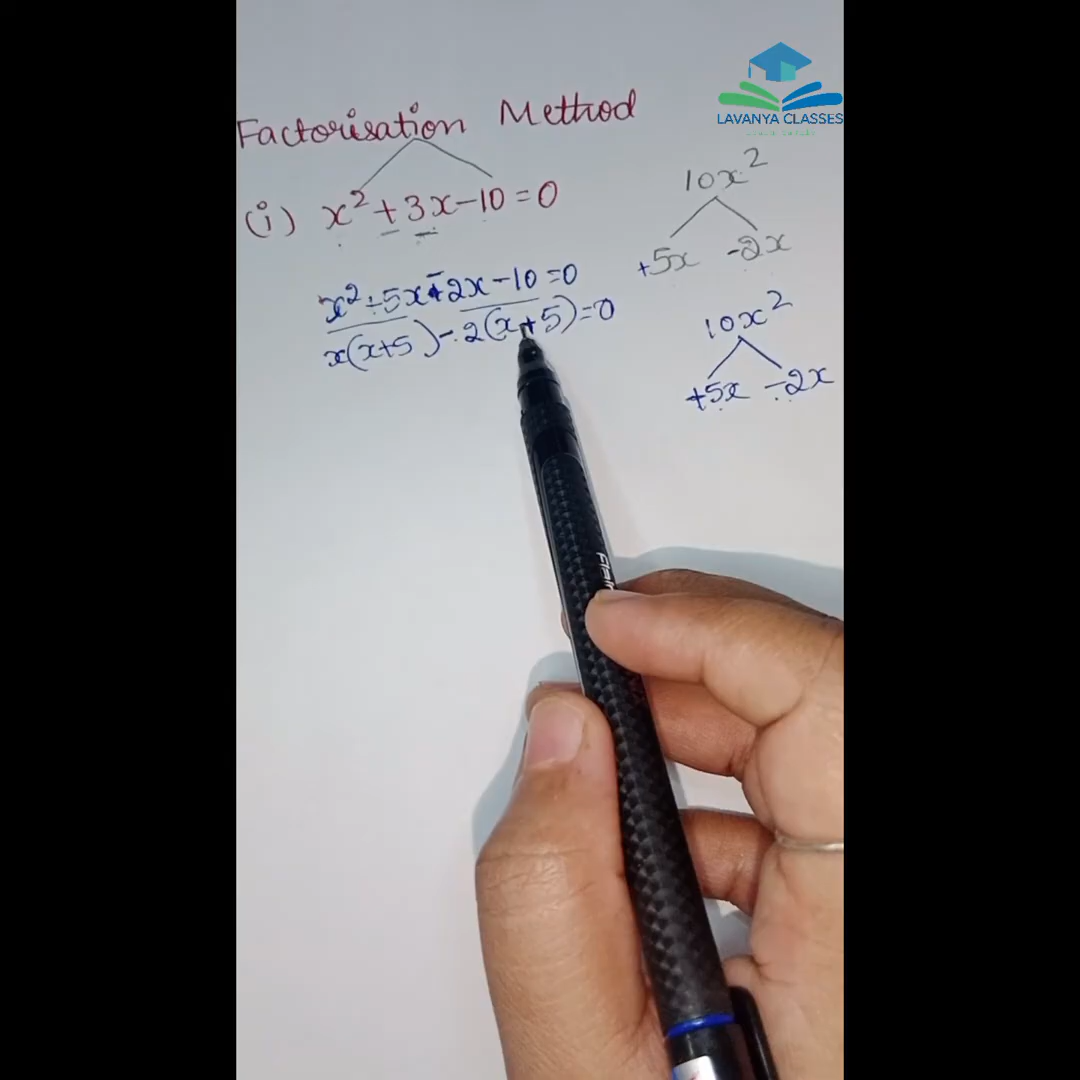 LAVANYA CLASSES
Factorisation Method
(i) x² + 3x - 10 = 0
10x²
+5x -2x
x² + 5x - 2x - 10 = 0
x(x+5) - 2(x+5) = 0
10x²
+5x -2x
Flair